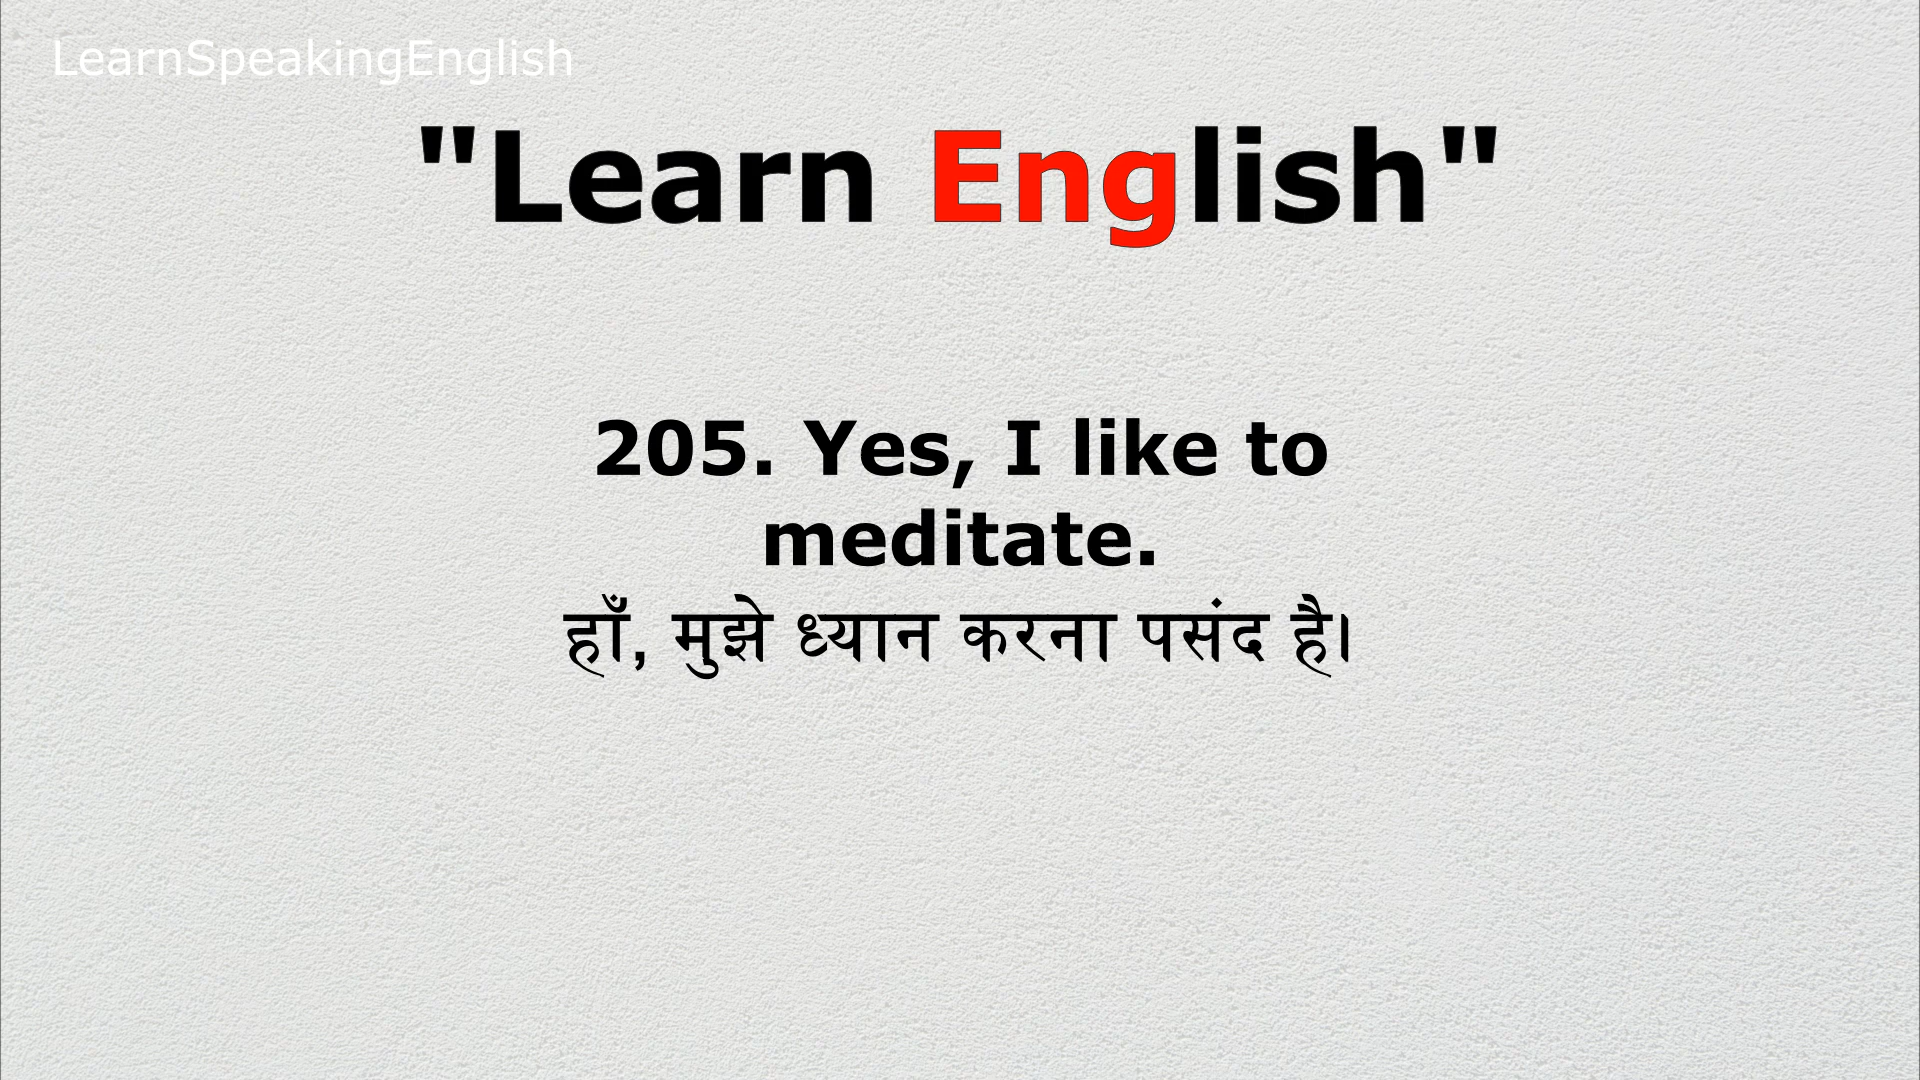 LearnSpeakingEnglish
"Learn English"
205. Yes, I like to
meditate.
हाँ, मुझे ध्यान करना पसंद है।